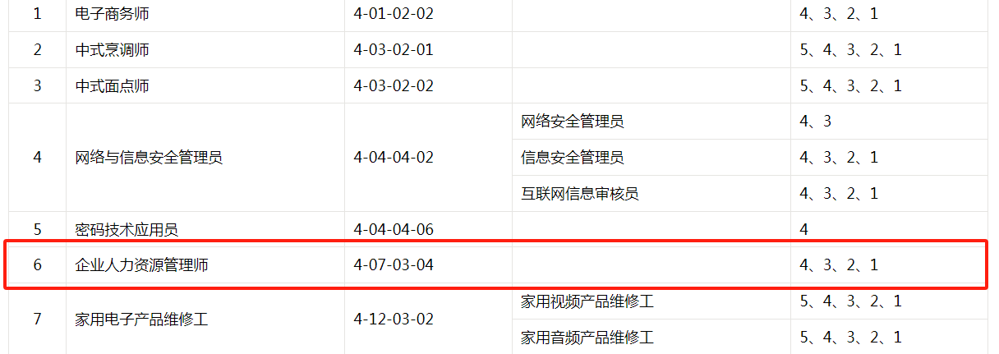 1 电子商务师 4-01-02-02 4、3、2、1
2 中式烹调师 4-03-02-01 5、4、3、2、1
3 中式面点师 4-03-02-02 5、4、3、2、1
网络安全管理员 4、3
4 网络与信息安全管理员 4-04-04-02 信息安全管理员 4、3、2、1
互联网信息审核员 4、3、2、1
5 密码技术应用员 4-04-04-06 4
6 企业人力资源管理师 4-07-03-04 4、3、2、1
家用视频产品维修工 5、4、3、2、1
7 家用电子产品维修工 4-12-03-02
家用音频产品维修工 5、4、3、2、1